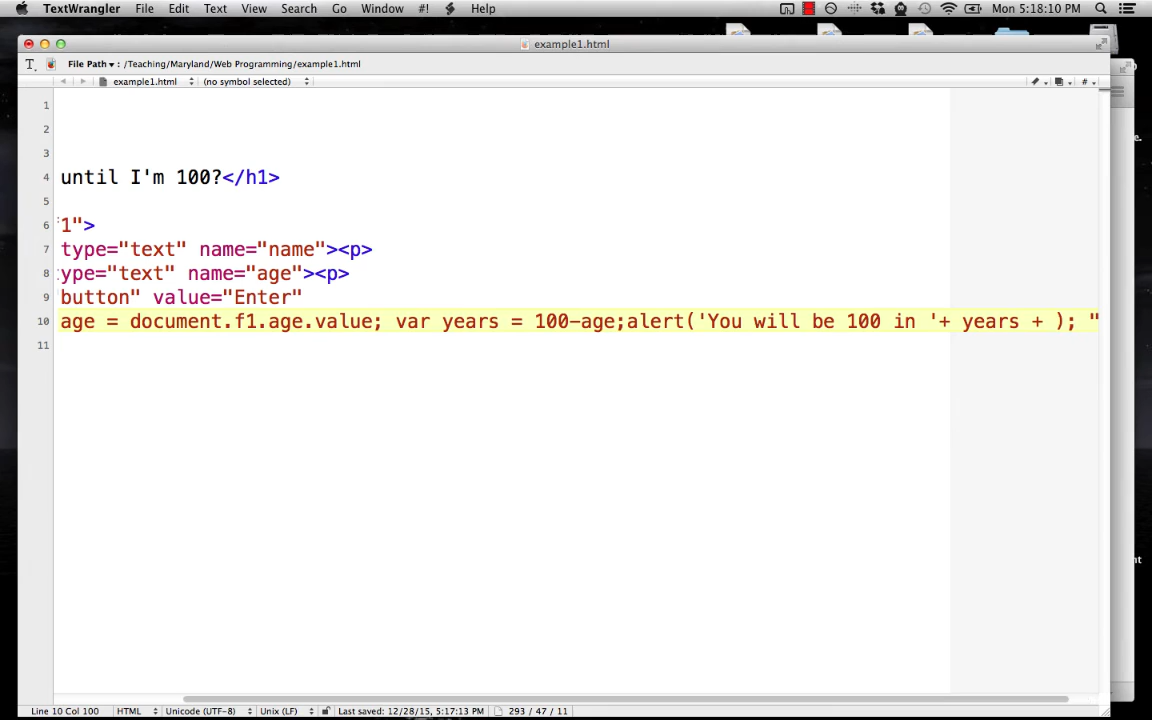 TextWrangler File Edit Text View Search Go Window #! Help Mon 5:18:10 PM
example1.html
T. File Path ▾ : /Teaching/Maryland/Web Programming/example1.html
example1.html (no symbol selected) #
1
2
3
4 until I'm 100?</h1>
5
6 1">
7 type="text" name="name"><p>
8 ype="text" name="age"><p>
9 button" value="Enter"
10 age = document.f1.age.value; var years = 100-age;alert('You will be 100 in '+ years + ); "
11
Line 10 Col 100 HTML Unicode (UTF-8) Unix (LF) Last saved: 12/28/15, 5:17:13 PM 293 / 47 / 11